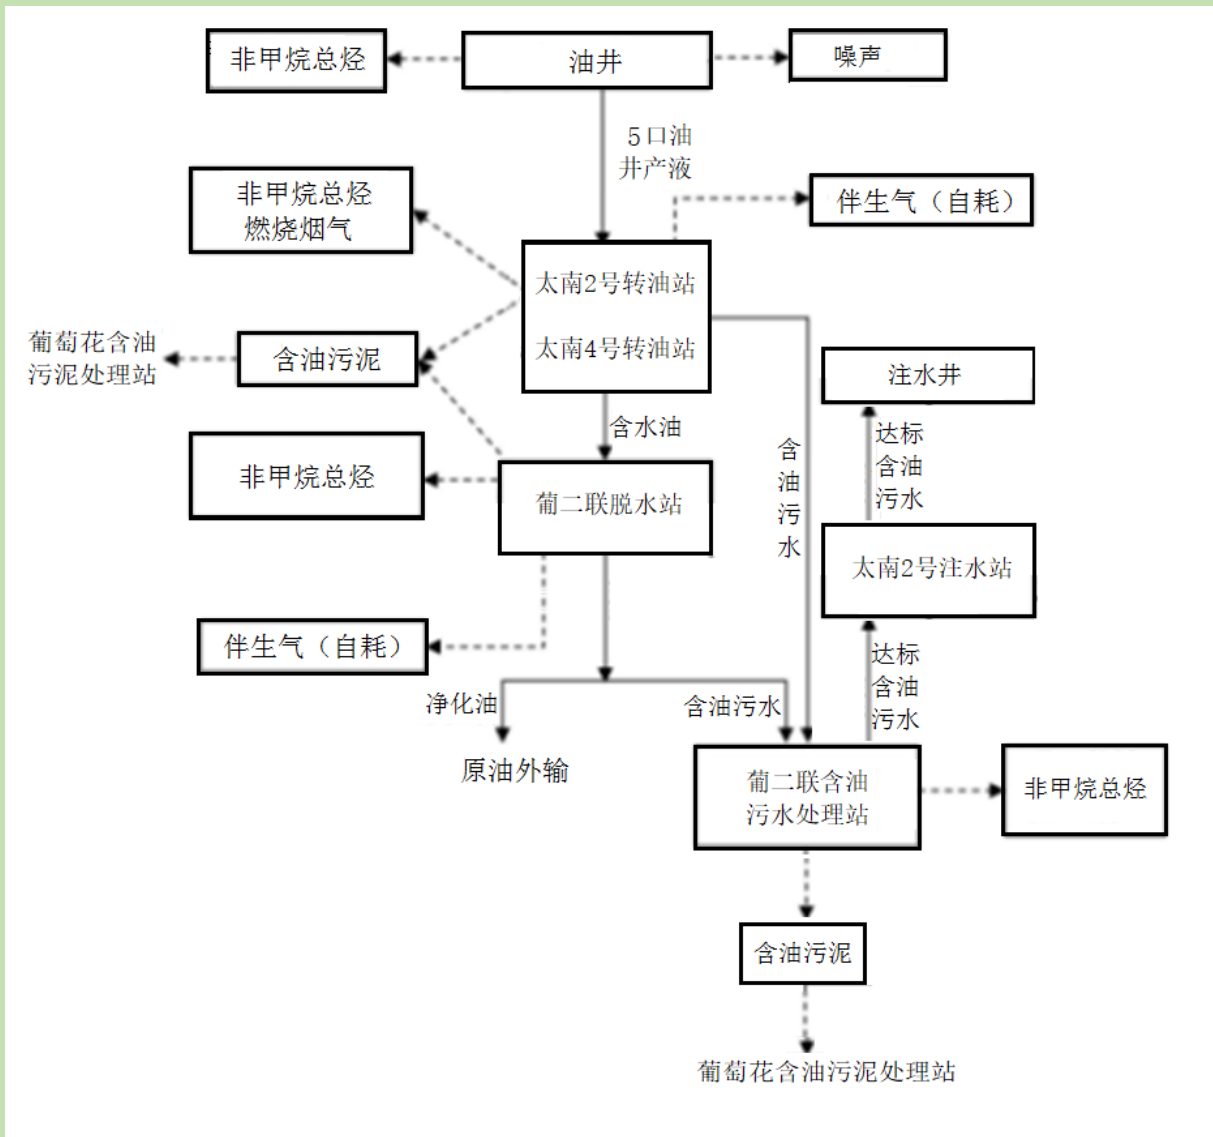 非甲烷总烃
油井
噪声
5口油
井产液
非甲烷总烃
燃烧烟气
伴生气（自耗）
太南2号转油站
太南4号转油站
葡萄花含油
污泥处理站
含油污泥
注水井
含水油
含
油
污
水
达标
含油
污水
非甲烷总烃
葡二联脱水站
太南2号注水站
伴生气（自耗）
达标
含油
污水
净化油
含油污水
原油外输
葡二联含油
污水处理站
非甲烷总烃
含油污泥
葡萄花含油污泥处理站